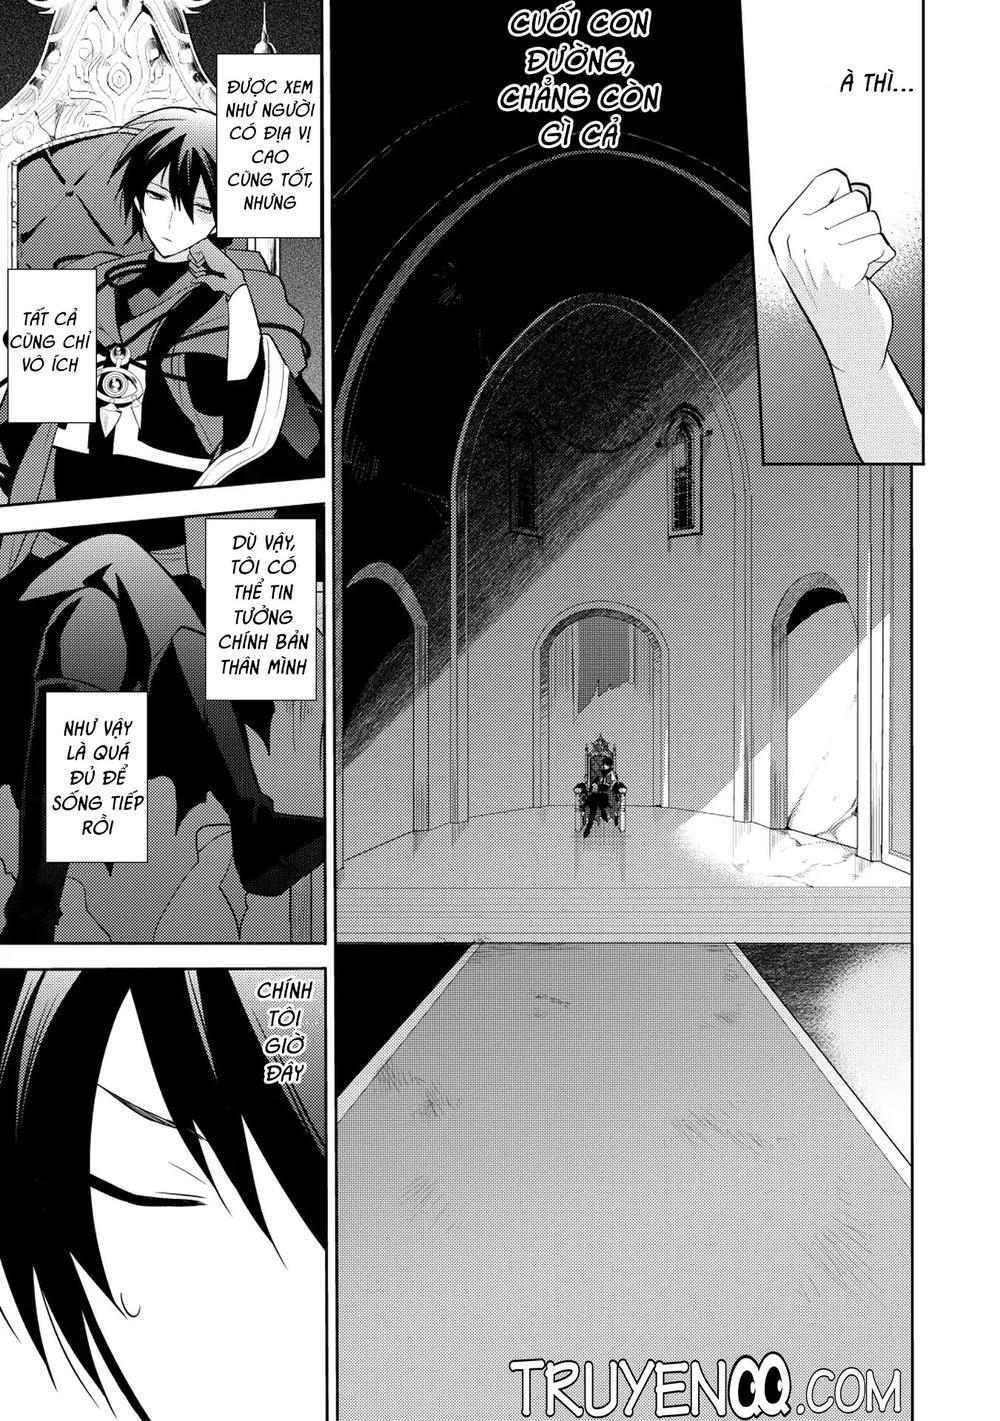 À THÌ...
CUỐI CON
ĐƯỜNG,
CHẲNG CÒN
GÌ CẢ
ĐƯỢC XEM
NHƯ NGƯỜI
CÓ ĐỊA VỊ
CAO
CŨNG TỐT,
NHƯNG
TẤT CẢ
CŨNG CHỈ
VÔ ÍCH
DÙ VẬY,
TÔI CÓ
THỂ TIN
TƯỞNG
CHÍNH BẢN
THÂN MÌNH
NHƯ VẬY
LÀ QUÁ
ĐỦ ĐỂ
SỐNG TIẾP
RỒI
CHÍNH
TÔI
GIỜ
ĐÂY
TRUYENQQ.COM